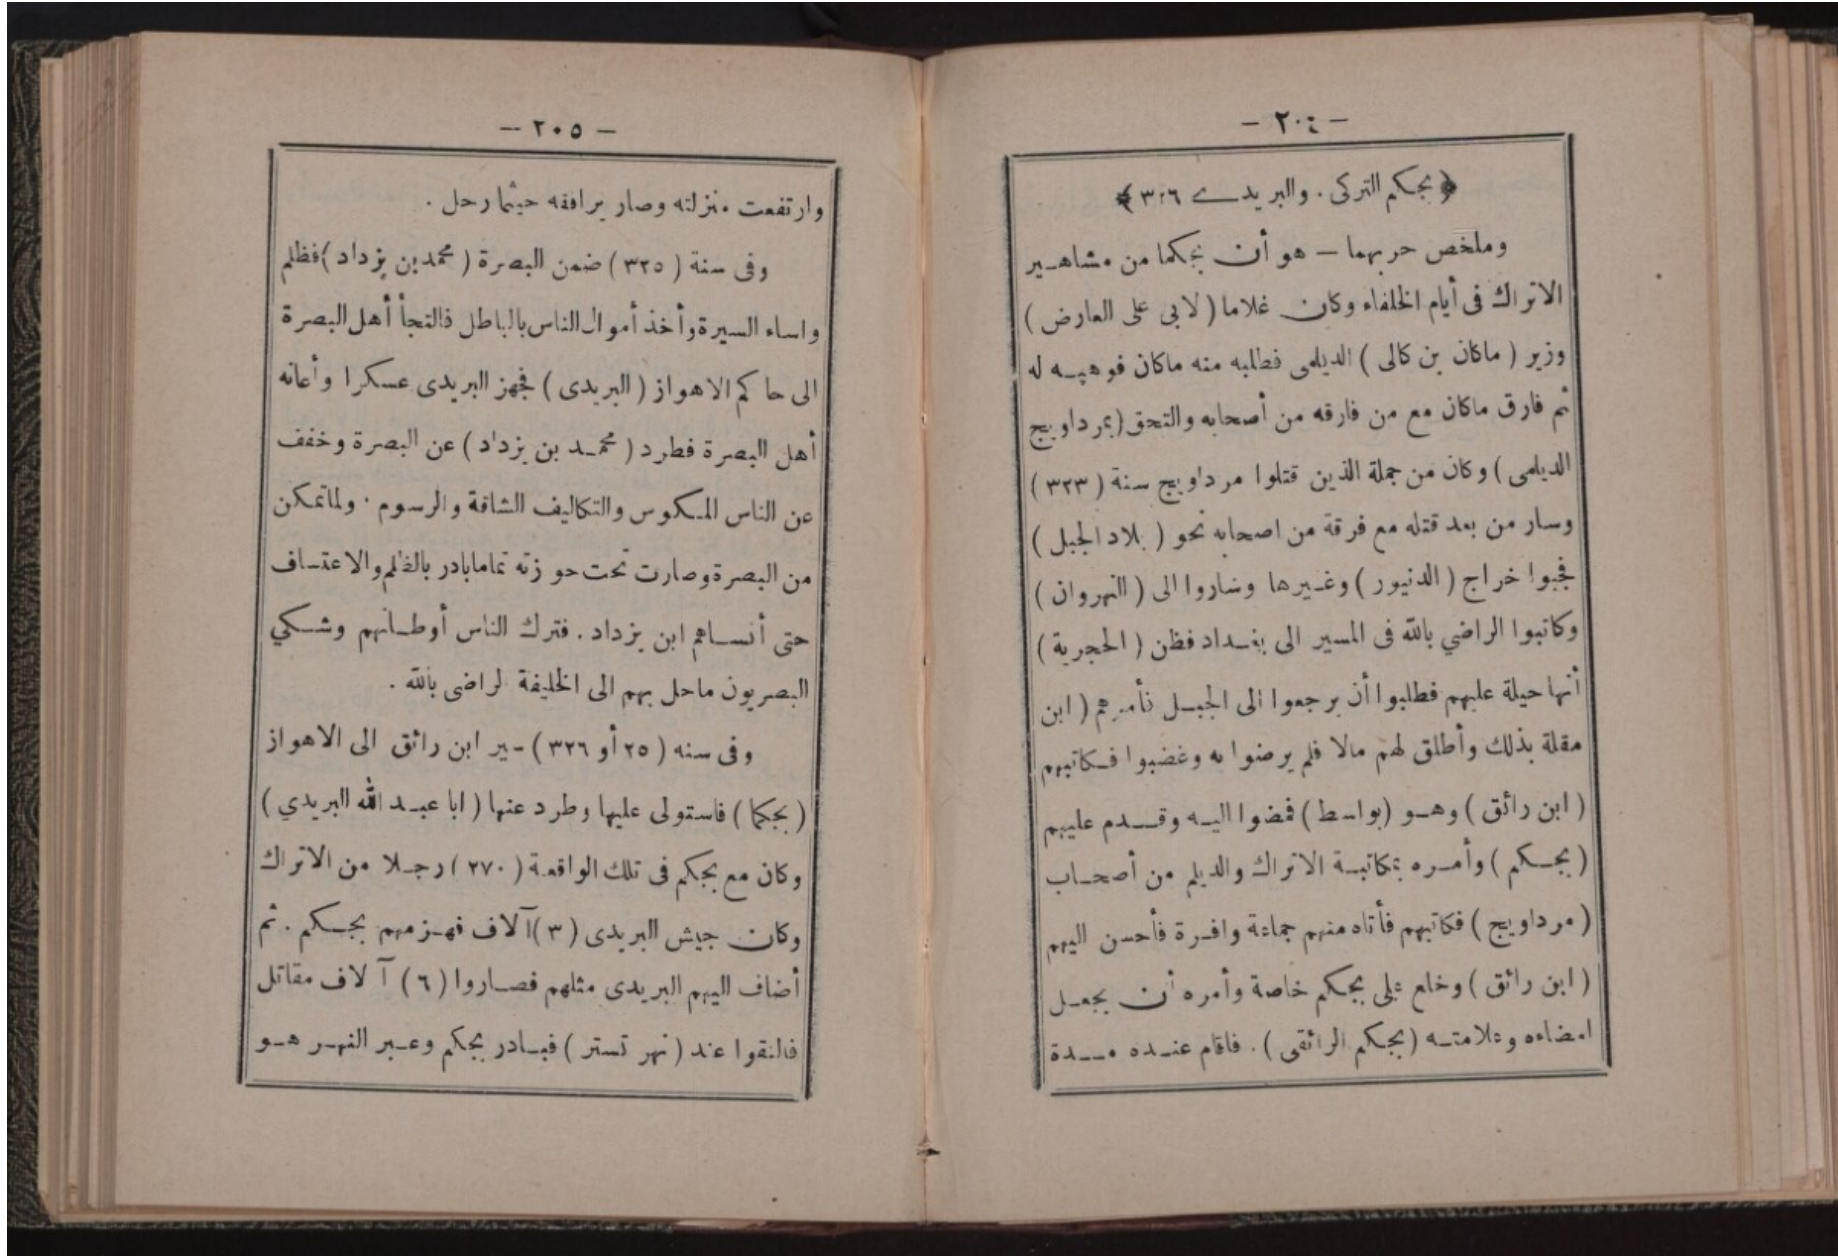 — ٢٠٤ —
﴿ بجكم التركى . والبريدے ٣٢٦ ﴾
وملخص حربهما — هو أن بجكما من مشاهير
الاتراك فى أيام الخلفاء وكان غلاما ( لابى على العارض )
وزير ( ماكان بن كالى ) الديلمى فطلبه منه ماكان فوهبه له
ثم فارق ماكان مع من فارقه من أصحابه والتحق ( بمرداويج
الديلمى ) وكان من جملة الذين قتلوا مرداويج سنة ( ٣٢٣ )
وسار من بعد قتله مع فرقة من اصحابه نحو ( بلاد الجبل )
فجبوا خراج ( الدنيور ) وغيرها وساروا الى ( النهروان )
وكاتبوا الراضي بالله فى المسير الى بغداد فظن ( الحجرية )
أنها حيلة عليهم فطلبوا أن يرجعوا الى الجبل فأمرهم ( ابن
مقلة بذلك وأطلق لهم مالا فلم يرضوا به وغضبوا فكاتبهم
( ابن رائق ) وهو ( بواسط ) فمضوا اليه وقدم عليهم
( بجكم ) وأمره بمكاتبة الاتراك والديلم من أصحاب
( مرداويج ) فكاتبهم فأتاه منهم جماعة وافرة فأحسن اليهم
( ابن رائق ) وخلع على بجكم خاصة وأمره أن يجعل
امضاءه وعلامته ( بجكم الرائقى ) . فاقام عنده مدة
— ٢٠٥ —
وارتفعت منزلته وصار يرافقه حيثما رحل .
وفى سنة ( ٣٢٥ ) ضمن البصرة ( محمد بن يزداد ) فظلم
واساء السيرة وأخذ أموال الناس بالباطل فالتجأ أهل البصرة
الى حاكم الاهواز ( البريدى ) فجهز البريدى عسكرا وأعانه
أهل البصرة فطرد ( محمد بن يزداد ) عن البصرة وخفف
عن الناس المكوس والتكاليف الشاقة والرسوم . ولما تمكن
من البصرة وصارت تحت حوزته تماما بادر بالظلم والاعتساف
حتى أنساهم ابن يزداد . فترك الناس أوطانهم وشكي
البصريون ما حل بهم الى الخليفة لراضى بالله .
وفى سنه ( ٢٥ أو ٣٢٦ ) ـير ابن رائق الى الاهواز
( بجكما ) فاستولى عليها وطرد عنها ( ابا عبد الله البريدي )
وكان مع بجكم فى تلك الواقعة ( ٢٧٠ ) رجلا من الاتراك
وكان جيش البريدى ( ٣ ) آلاف فهزمهم بجكم . ثم
أضاف اليهم البريدى مثلهم فصاروا ( ٦ ) آلاف مقاتل
فالتقوا عند ( نهر تستر ) فبادر بجكم وعبر النهر هو